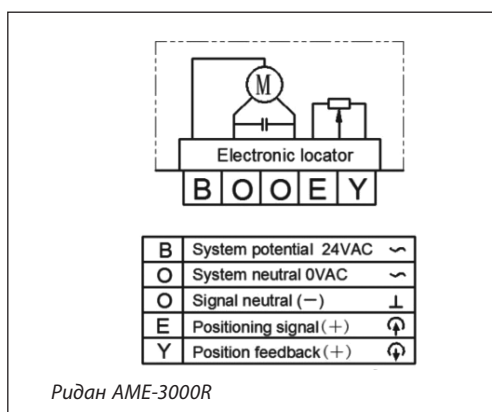 M
Electronic locator
B O O E Y
B System potential 24VAC ∽
O System neutral 0VAC ∽
O Signal neutral (—) ⊥
E Positioning signal (+)
Y Position feedback (+)
Ридан AME-3000R